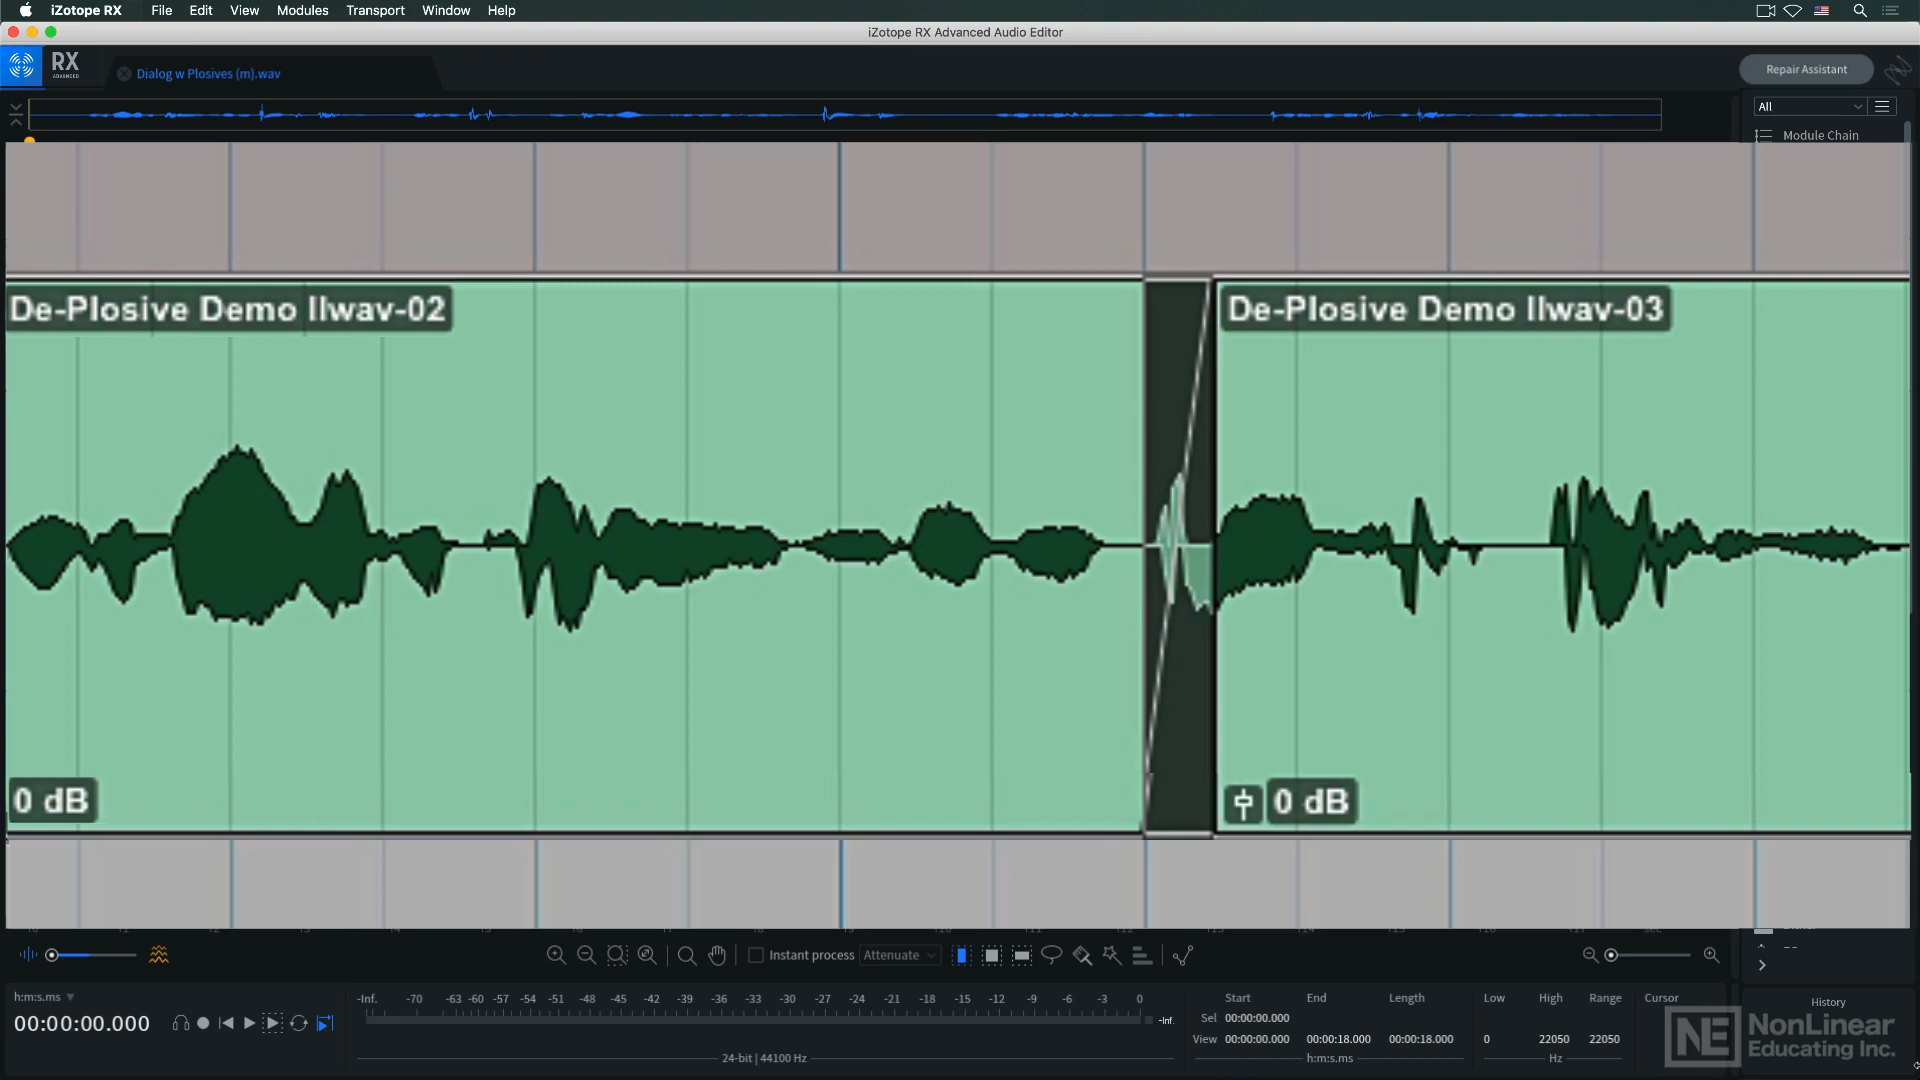 iZotope RX File Edit View Modules Transport Window Help
iZotope RX Advanced Audio Editor
RX
ADVANCED
Dialog w Plosives (m).wav
Repair Assistant
All
Module Chain
De-Plosive Demo IIwav-02
De-Plosive Demo IIwav-03
0 dB
0 dB
Instant process Attenuate
h:m:s.ms
-Inf. -70 -63 -60 -57 -54 -51 -48 -45 -42 -39 -36 -33 -30 -27 -24 -21 -18 -15 -12 -9 -6 -3 0
Start End Length Low High Range Cursor
History
00:00:00.000
-Inf.
Sel 00:00:00.000
View 00:00:00.000 00:00:18.000 00:00:18.000 0 22050 22050
24-bit | 44100 Hz
h:m:s.ms
Hz
NE NonLinear
Educating Inc.